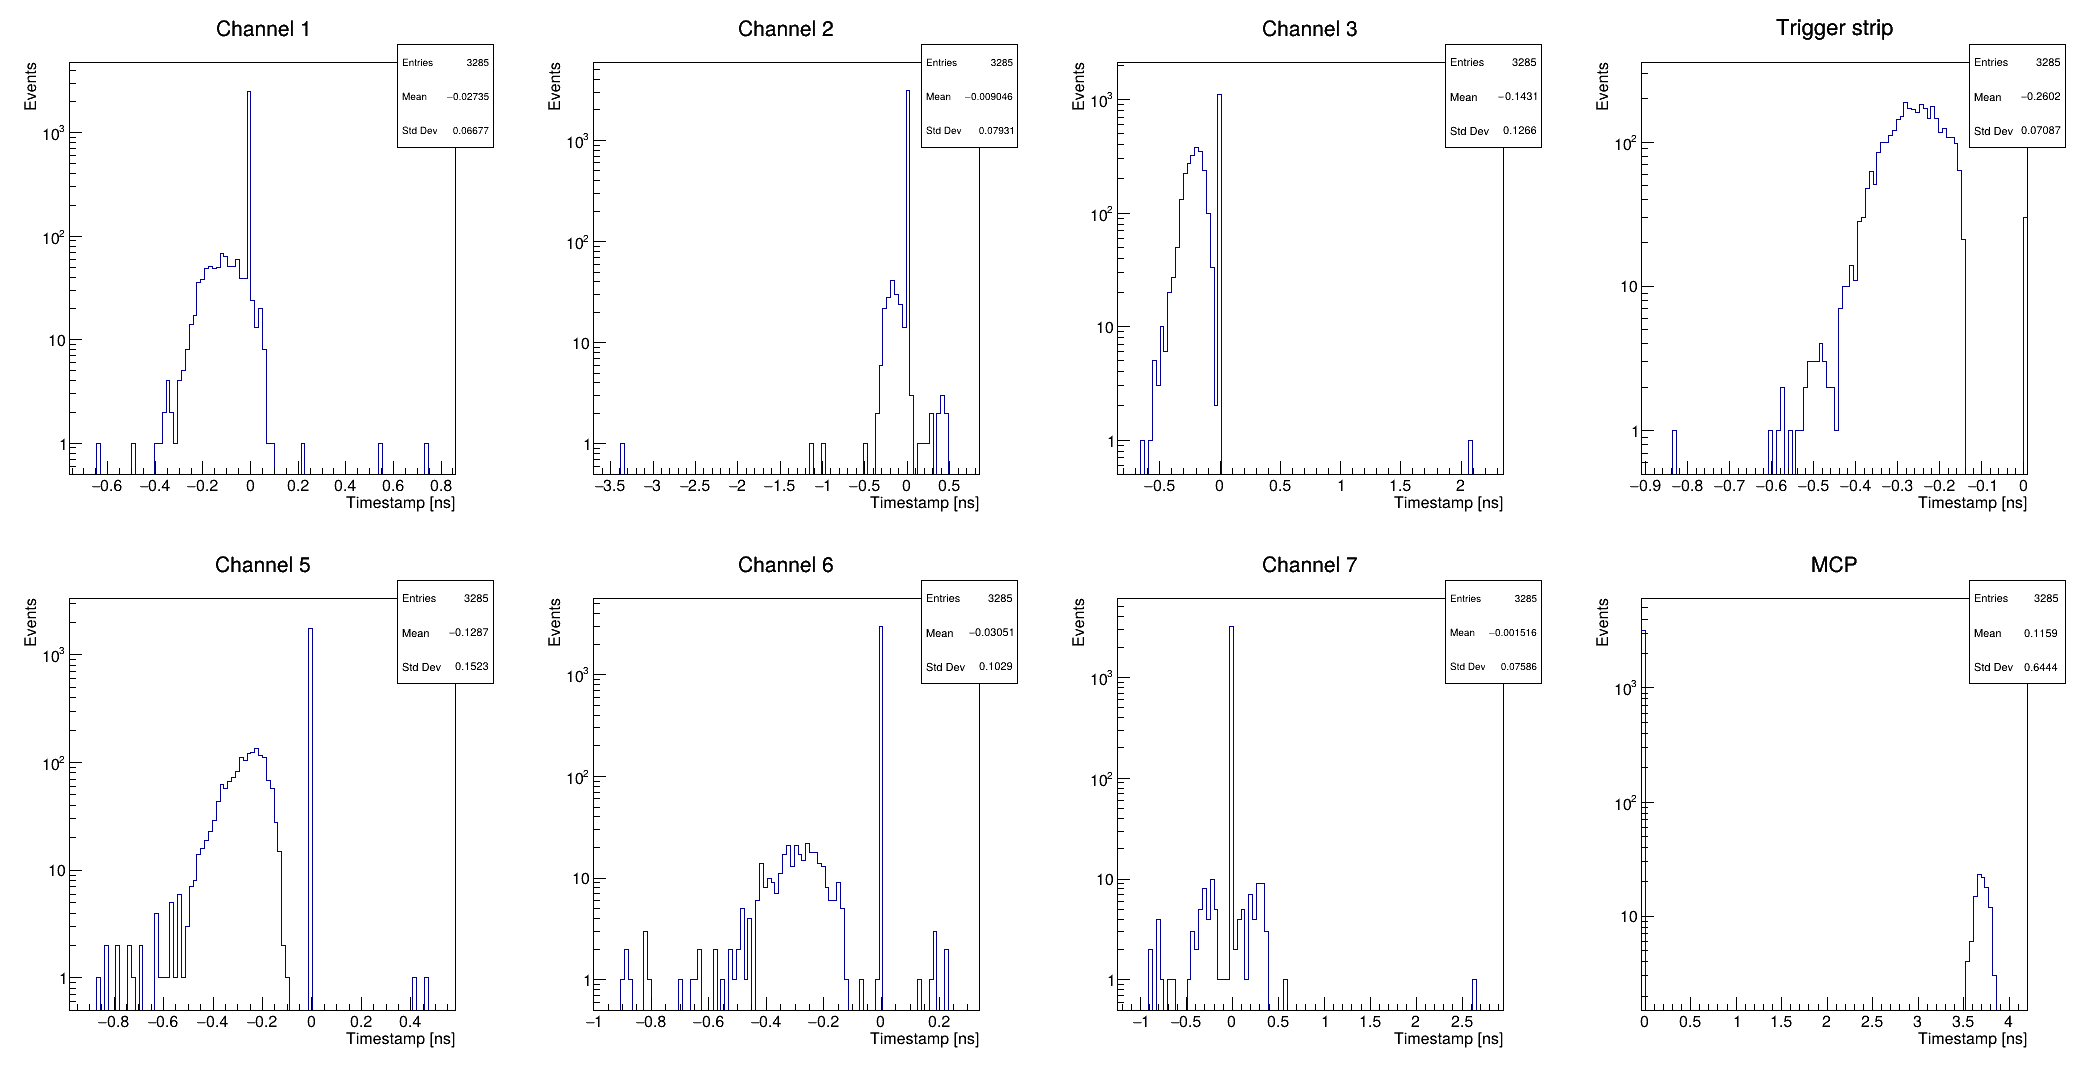 Channel 1
Events
Entries 3285
Mean −0.02735
Std Dev 0.06677
10³
10²
10
1
−0.6 −0.4 −0.2 0 0.2 0.4 0.6 0.8
Timestamp [ns]
Channel 2
Events
Entries 3285
Mean −0.009046
Std Dev 0.07931
10³
10²
10
1
−3.5 −3 −2.5 −2 −1.5 −1 −0.5 0 0.5
Timestamp [ns]
Channel 3
Events
Entries 3285
Mean −0.1431
Std Dev 0.1266
10³
10²
10
1
−0.5 0 0.5 1 1.5 2
Timestamp [ns]
Trigger strip
Events
Entries 3285
Mean −0.2602
Std Dev 0.07087
10²
10
1
−0.9 −0.8 −0.7 −0.6 −0.5 −0.4 −0.3 −0.2 −0.1 0
Timestamp [ns]
Channel 5
Events
Entries 3285
Mean −0.1287
Std Dev 0.1523
10³
10²
10
1
−0.8 −0.6 −0.4 −0.2 0 0.2 0.4
Timestamp [ns]
Channel 6
Events
Entries 3285
Mean −0.03051
Std Dev 0.1029
10³
10²
10
1
−1 −0.8 −0.6 −0.4 −0.2 0 0.2
Timestamp [ns]
Channel 7
Events
Entries 3285
Mean −0.001516
Std Dev 0.07586
10³
10²
10
1
−1 −0.5 0 0.5 1 1.5 2 2.5
Timestamp [ns]
MCP
Events
Entries 3285
Mean 0.1159
Std Dev 0.6444
10³
10²
10
0 0.5 1 1.5 2 2.5 3 3.5 4
Timestamp [ns]